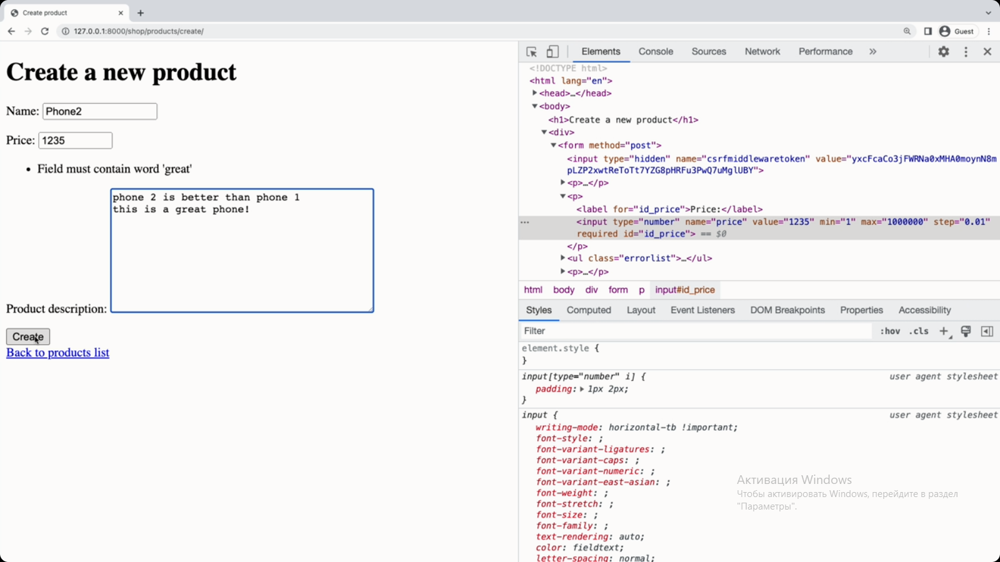 Create product
127.0.0.1:8000/shop/products/create/
Guest
Create a new product
Name: Phone2
Price: 1235
• Field must contain word 'great'
phone 2 is better than phone 1
this is a great phone!
Product description:
Create
Back to products list
Elements Console Sources Network Performance »
<!DOCTYPE html>
<html lang="en">
<head>…</head>
<body>
<h1>Create a new product</h1>
<div>
<form method="post">
<input type="hidden" name="csrfmiddlewaretoken" value="yxcFcaCo3jFWRNa0xMHA0moynN8m
pLZP2xwtReToTt7YZG8pHRFu3PwQ7uMglUBY">
<p>…</p>
<p>
<label for="id_price">Price:</label>
<input type="number" name="price" value="1235" min="1" max="1000000" step="0.01"
required id="id_price"> == $0
</p>
<ul class="errorlist">…</ul>
<p>…</p>
html body div form p input#id_price
Styles Computed Layout Event Listeners DOM Breakpoints Properties Accessibility
Filter :hov .cls
element.style {
}
input[type="number" i] { user agent stylesheet
padding: 1px 2px;
}
input { user agent stylesheet
writing-mode: horizontal-tb !important;
font-style: ;
font-variant-ligatures: ;
font-variant-caps: ;
font-variant-numeric: ;
font-variant-east-asian: ;
font-weight: ;
font-stretch: ;
font-size: ;
font-family: ;
text-rendering: auto;
color: fieldtext;
letter-spacing: normal;
Активация Windows
Чтобы активировать Windows, перейдите в раздел
"Параметры".